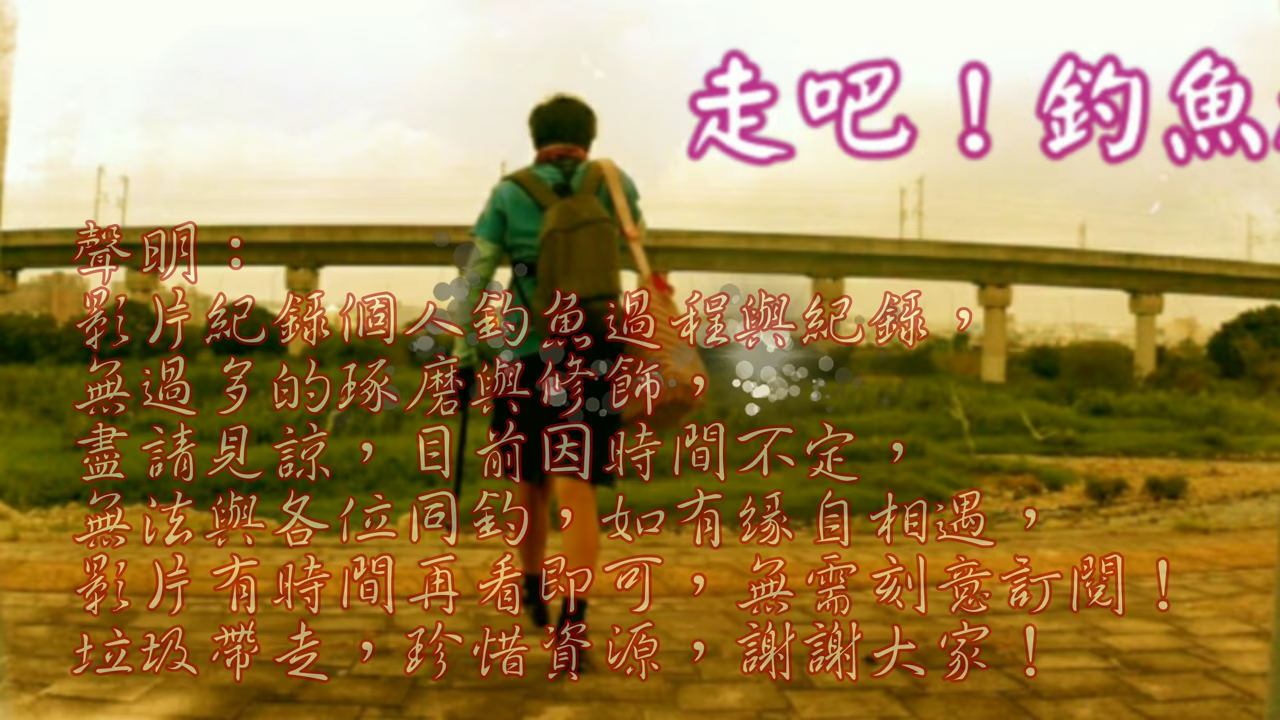 走吧！釣魚
聲明：
影片紀錄個人釣魚過程與紀錄，
無過多的琢磨與修飾，
盡請見諒，目前因時間不定，
無法與各位同釣，如有緣自相遇，
影片有時間再看即可，無需刻意訂閱！
垃圾帶走，珍惜資源，謝謝大家！